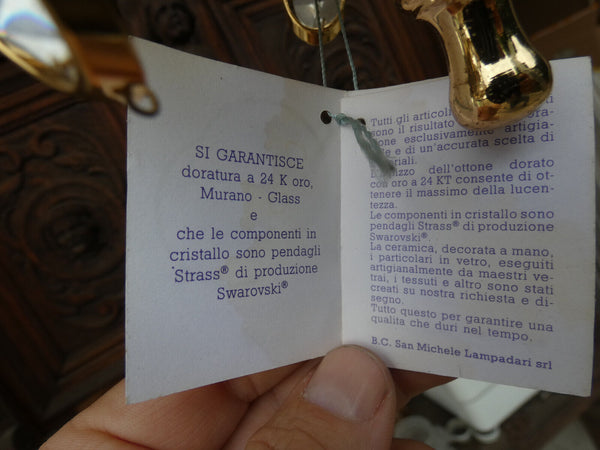 SI GARANTISCE
doratura a 24 K oro,
Murano - Glass
e
che le componenti in
cristallo sono pendagli
Strass® di produzione
Swarovski®
Tutti gli articoli
sono il risultato
zione esclusivamente artigia-
e di un'accurata scelta di
dell'ottone dorato
con oro a 24 KT consente di ot-
tenere il massimo della lucen-
tezza.
Le componenti in cristallo sono
pendagli Strass® di produzione
Swarovski®.
La ceramica, decorata a mano,
i particolari in vetro, eseguiti
artigianalmente da maestri ve-
trai, i tessuti e altro sono stati
creati su nostra richiesta e di-
segno.
Tutto questo per garantire una
qualita che duri nel tempo.
B.C. San Michele Lampadari srl